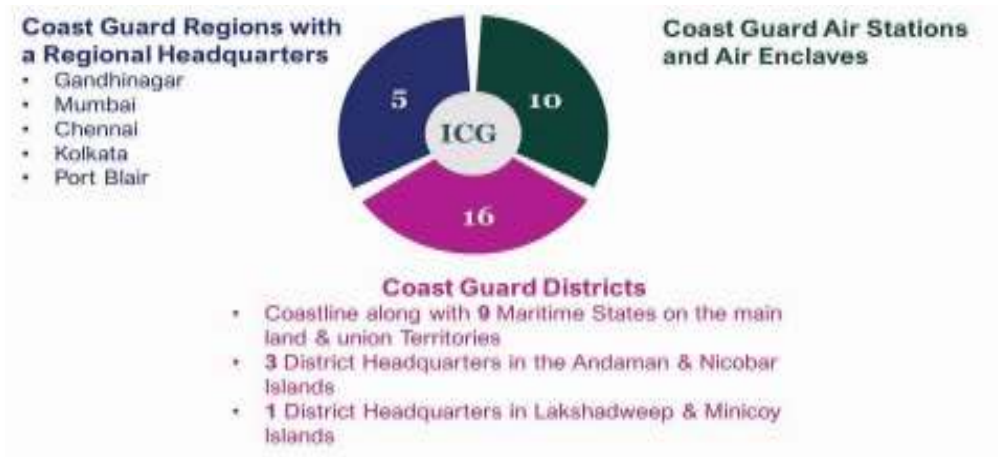 Coast Guard Regions with
a Regional Headquarters
• Gandhinagar
• Mumbai
• Chennai
• Kolkata
• Port Blair
5
10
ICG
16
Coast Guard Air Stations
and Air Enclaves
Coast Guard Districts
• Coastline along with 9 Maritime States on the main
land & union Territories
• 3 District Headquarters in the Andaman & Nicobar
Islands
• 1 District Headquarters in Lakshadweep & Minicoy
Islands